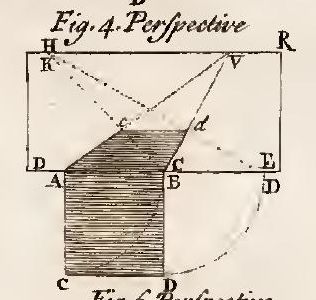 Fig. 4. Perſpective
H R
K V
c d
D C E
A B D
C D
Fig. 6. Perſpective